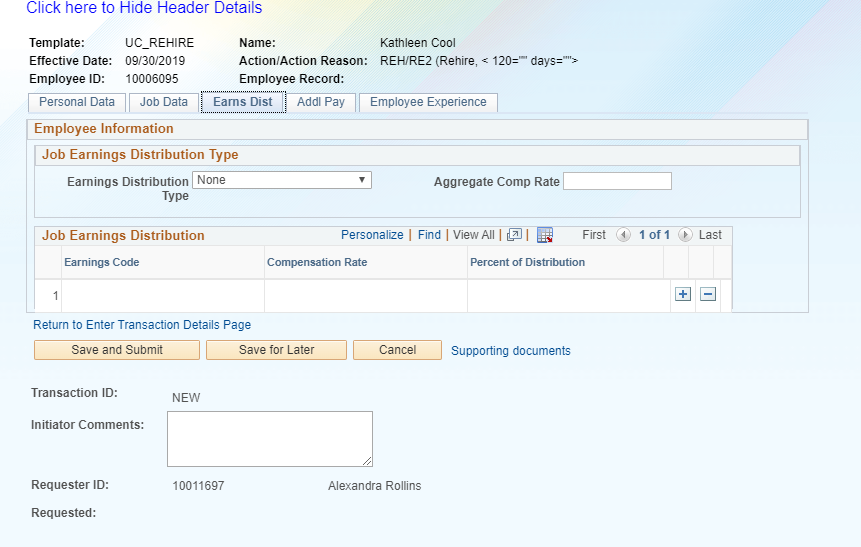 Click here to Hide Header Details
Template: UC_REHIRE Name: Kathleen Cool
Effective Date: 09/30/2019 Action/Action Reason: REH/RE2 (Rehire, < 120="" days="">
Employee ID: 10006095 Employee Record:
Personal Data Job Data Earns Dist Addl Pay Employee Experience
Employee Information
Job Earnings Distribution Type
Earnings Distribution Type None Aggregate Comp Rate
Job Earnings Distribution Personalize | Find | View All | | First 1 of 1 Last
Earnings Code Compensation Rate Percent of Distribution
1
Return to Enter Transaction Details Page
Save and Submit Save for Later Cancel Supporting documents
Transaction ID: NEW
Initiator Comments:
Requester ID: 10011697 Alexandra Rollins
Requested: